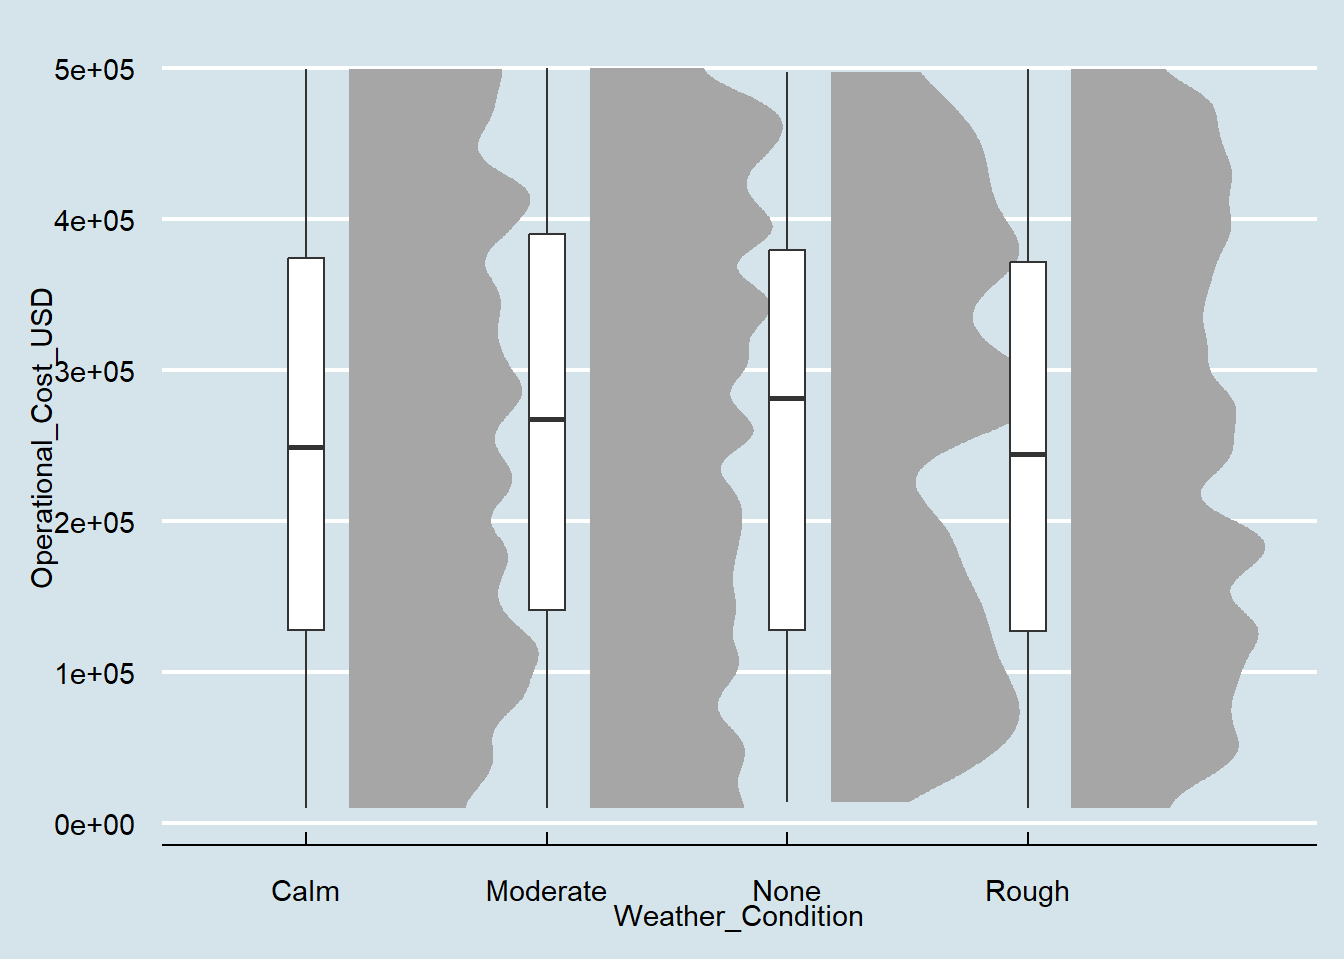 Operational_Cost_USD
5e+05
4e+05
3e+05
2e+05
1e+05
0e+00
Calm
Moderate
None
Rough
Weather_Condition